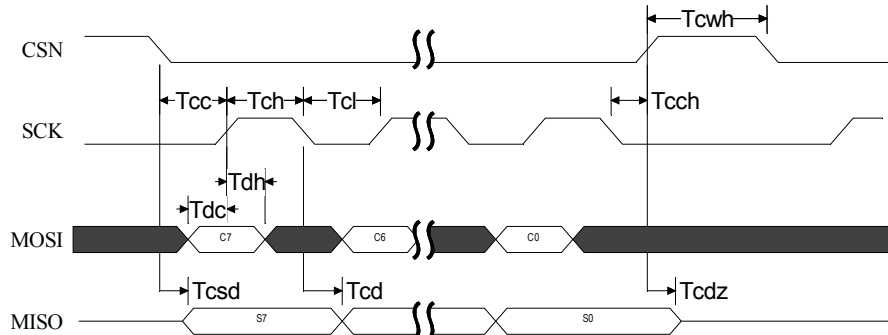 CSN
Tcwh
Tcc
Tch
Tcl
Tcch
SCK
Tdh
Tdc
MOSI
C7
C6
C0
Tcsd
Tcd
Tcdz
MISO
S7
S0